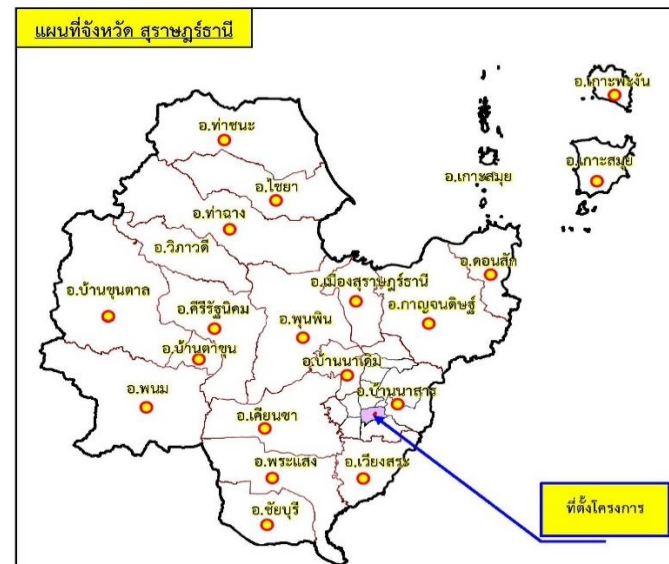 แผนที่จังหวัด สุราษฎร์ธานี
อ.เกาะพะงัน
อ.ท่าชนะ
อ.เกาะสมุย
อ.เกาะสมุย
อ.ไชยา
อ.ท่าฉาง
อ.วิภาวดี
อ.ดอนสัก
อ.เมืองสุราษฎร์ธานี
อ.บ้านขุนตาล
อ.คีรีรัฐนิคม
อ.พุนพิน
อ.กาญจนดิษฐ์
อ.บ้านตาขุน
อ.บ้านนาเดิม
อ.พนม
อ.บ้านนาสาร
อ.เคียนซา
อ.พระแสง
อ.เวียงสระ
อ.ชัยบุรี
ที่ตั้งโครงการ